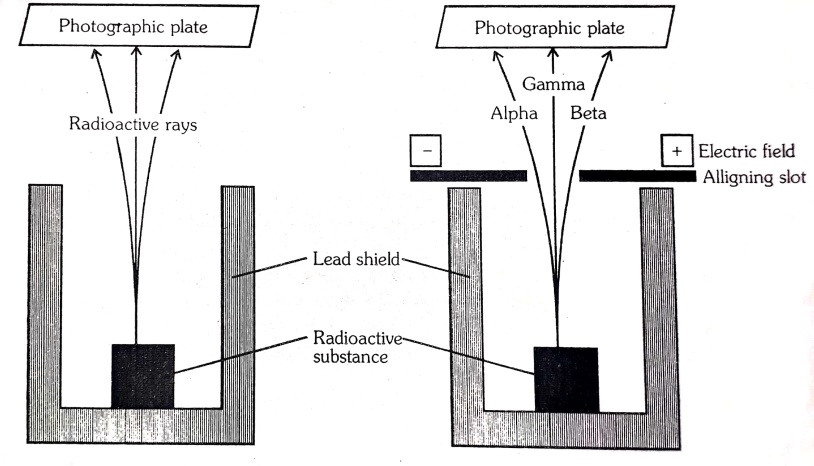 Photographic plate
Radioactive rays
Photographic plate
Gamma
Alpha Beta
−
+ Electric field
Alligning slot
Lead shield
Radioactive
substance